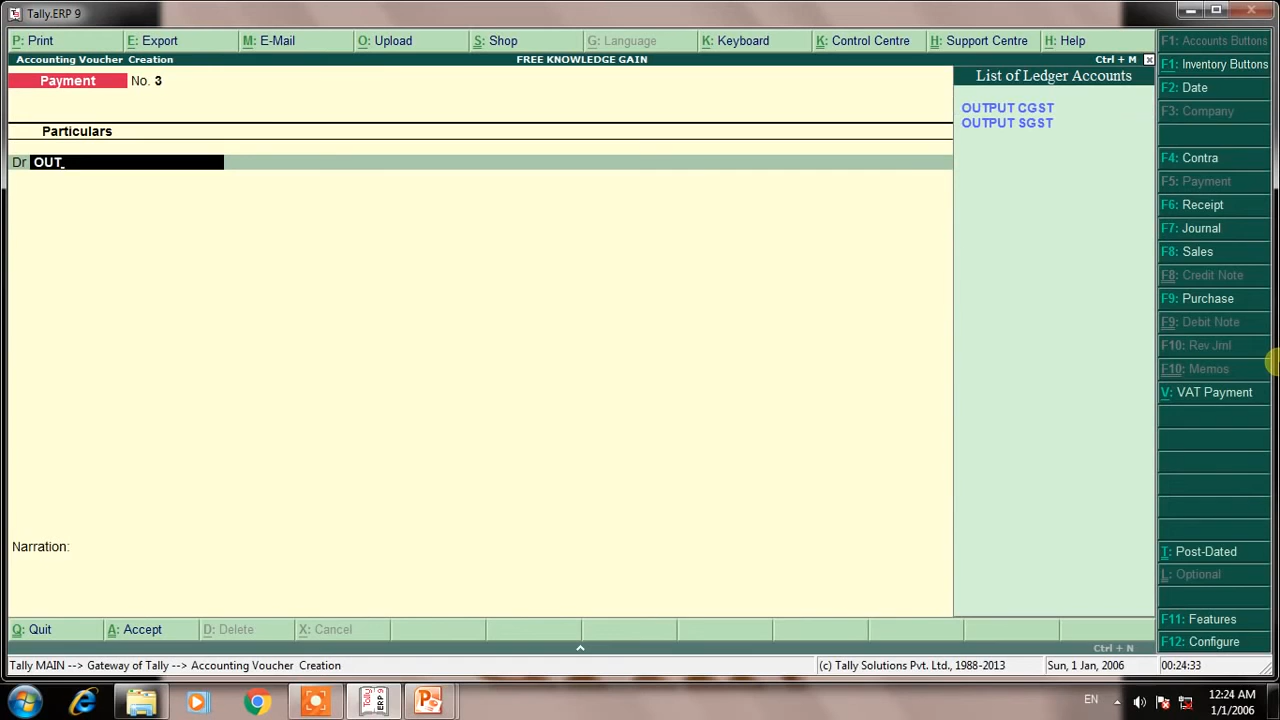 Tally.ERP 9
P: Print
E: Export
M: E-Mail
O: Upload
S: Shop
G: Language
K: Keyboard
K: Control Centre
H: Support Centre
H: Help
Accounting Voucher Creation
FREE KNOWLEDGE GAIN
Ctrl + M
Payment No. 3
Particulars
Dr OUT_
Narration:
List of Ledger Accounts
OUTPUT CGST
OUTPUT SGST
F1: Accounts Buttons
F1: Inventory Buttons
F2: Date
F3: Company
F4: Contra
F5: Payment
F6: Receipt
F7: Journal
F8: Sales
F8: Credit Note
F9: Purchase
F9: Debit Note
F10: Rev Jrnl
F10: Memos
V: VAT Payment
T: Post-Dated
L: Optional
F11: Features
F12: Configure
Q: Quit
A: Accept
D: Delete
X: Cancel
Ctrl + N
Tally MAIN --> Gateway of Tally --> Accounting Voucher Creation
(c) Tally Solutions Pvt. Ltd., 1988-2013
Sun, 1 Jan, 2006
00:24:33
Tally ERP 9
EN
12:24 AM
1/1/2006